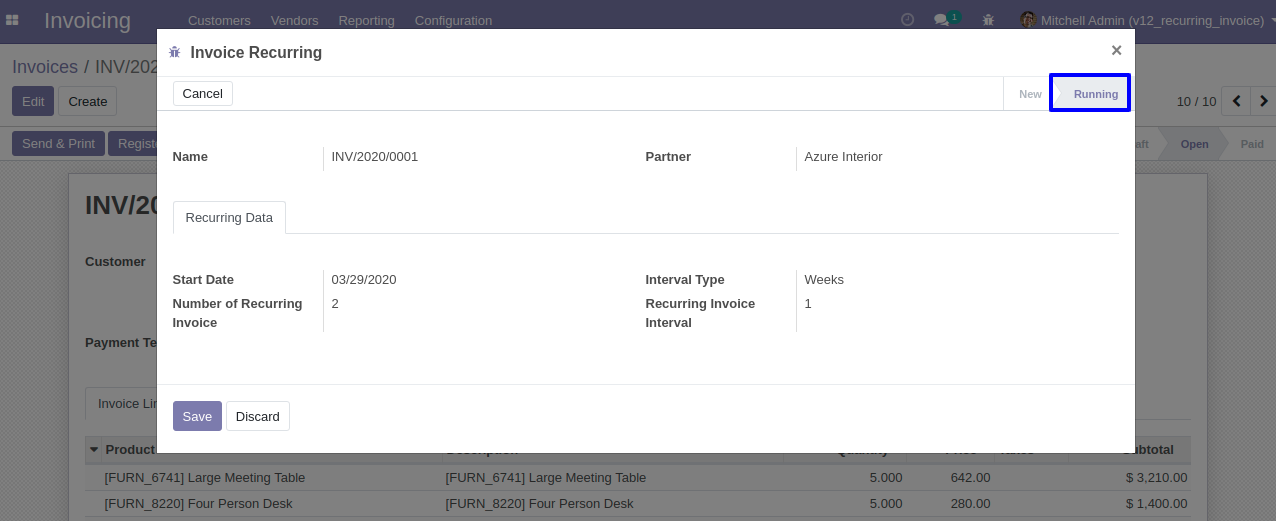 Invoicing Customers Vendors Reporting Configuration 1 Mitchell Admin (v12_recurring_invoice)
Invoice Recurring ×
Invoices / INV/202
Cancel New Running
Edit Create 10 / 10
Send & Print Registe aft Open Paid
Name INV/2020/0001 Partner Azure Interior
INV/20
Recurring Data
Customer
Start Date 03/29/2020 Interval Type Weeks
Number of Recurring Invoice 2 Recurring Invoice Interval 1
Payment Te
Invoice Lin
Save Discard
Product Description Quantity Price Taxes Subtotal
[FURN_6741] Large Meeting Table [FURN_6741] Large Meeting Table 5.000 642.00 $ 3,210.00
[FURN_8220] Four Person Desk [FURN_8220] Four Person Desk 5.000 280.00 $ 1,400.00